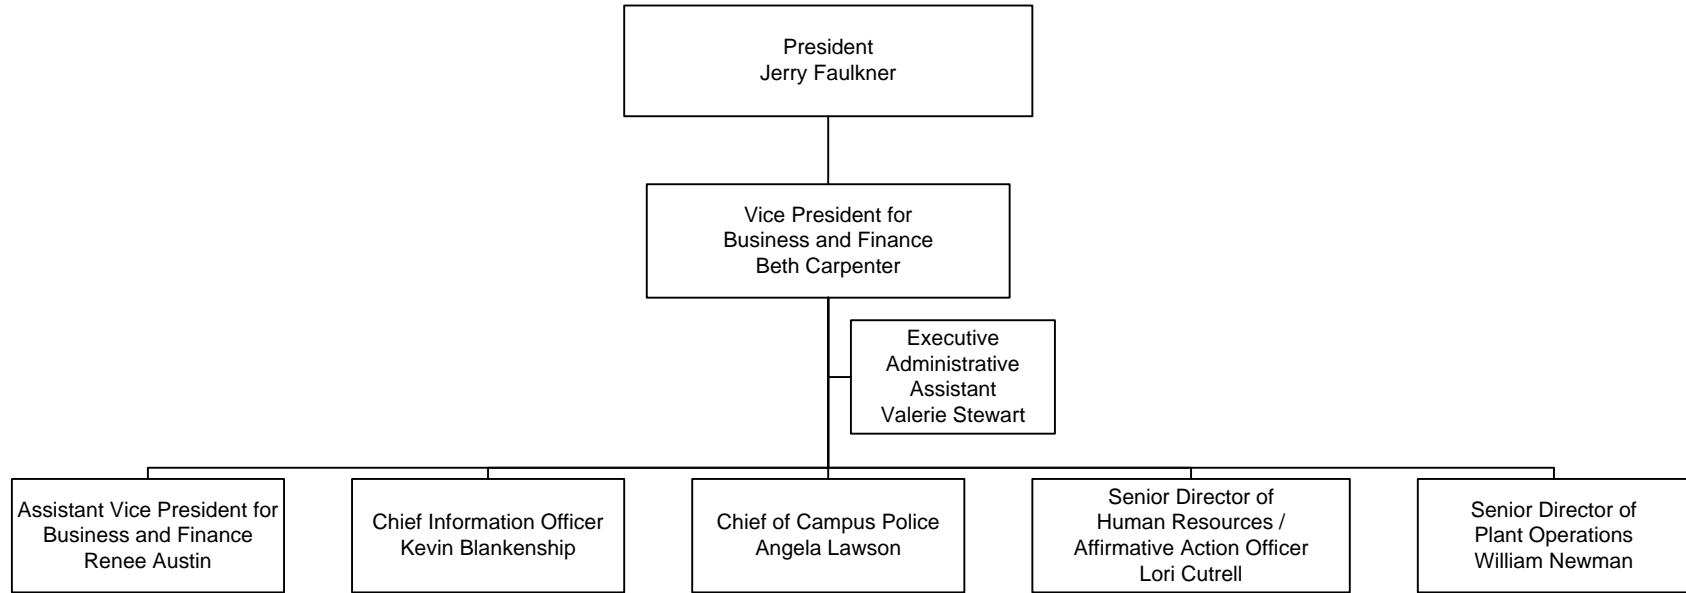 President
Jerry Faulkner
Vice President for
Business and Finance
Beth Carpenter
Executive
Administrative
Assistant
Valerie Stewart
Assistant Vice President for
Business and Finance
Renee Austin
Chief Information Officer
Kevin Blankenship
Chief of Campus Police
Angela Lawson
Senior Director of
Human Resources /
Affirmative Action Officer
Lori Cutrell
Senior Director of
Plant Operations
William Newman